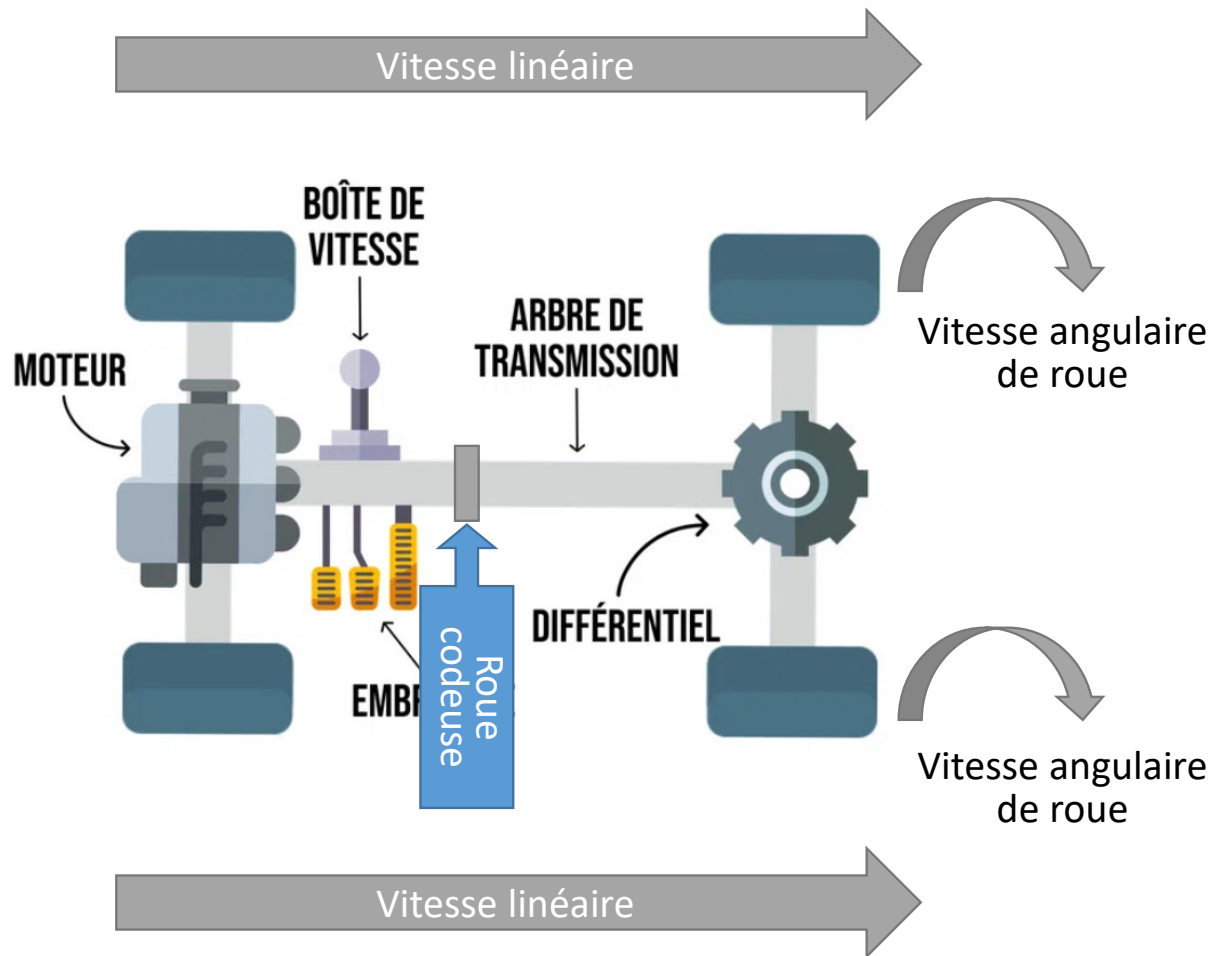 Vitesse linéaire
BOÎTE DE
VITESSE
ARBRE DE
TRANSMISSION
MOTEUR
Vitesse angulaire
de roue
Roue
codeuse
DIFFÉRENTIEL
Vitesse angulaire
de roue
Vitesse linéaire